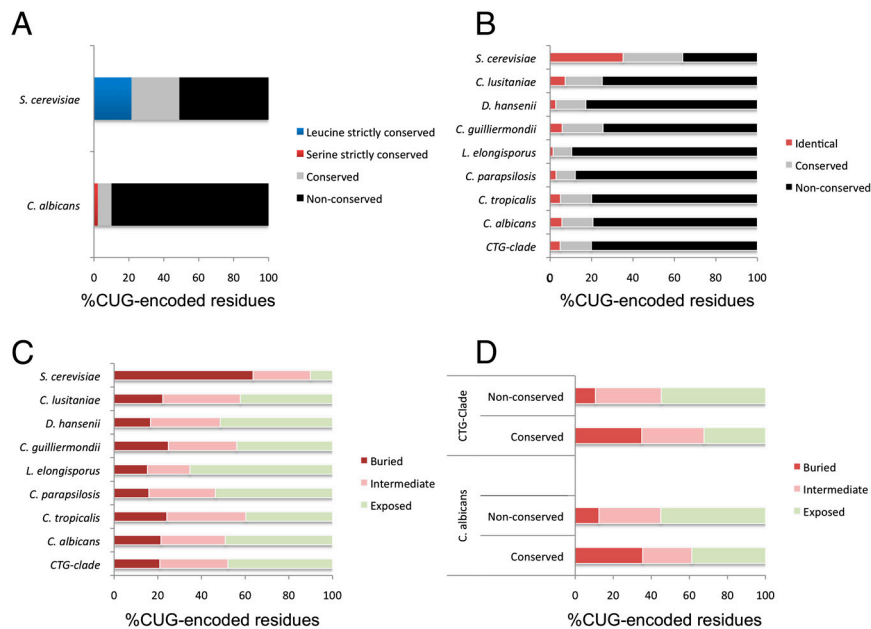 A
S. cerevisiae
C. albicans
0 20 40 60 80 100
%CUG-encoded residues
Leucine strictly conserved
Serine strictly conserved
Conserved
Non-conserved
B
S. cerevisiae
C. lusitaniae
D. hansenii
C. guilliermondii
L. elongisporus
C. parapsilosis
C. tropicalis
C. albicans
CTG-clade
0 20 40 60 80 100
%CUG-encoded residues
Identical
Conserved
Non-conserved
C
S. cerevisiae
C. lusitaniae
D. hansenii
C. guilliermondii
L. elongisporus
C. parapsilosis
C. tropicalis
C. albicans
CTG-clade
0 20 40 60 80 100
%CUG-encoded residues
Buried
Intermediate
Exposed
D
CTG-Clade
Non-conserved
Conserved
C. albicans
Non-conserved
Conserved
0 20 40 60 80 100
%CUG-encoded residues
Buried
Intermediate
Exposed